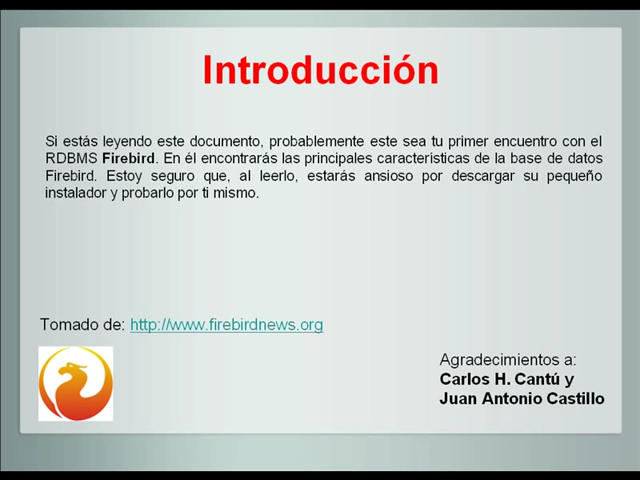 Introducción
Si estás leyendo este documento, probablemente este sea tu primer encuentro con el
RDBMS Firebird. En él encontrarás las principales características de la base de datos
Firebird. Estoy seguro que, al leerlo, estarás ansioso por descargar su pequeño
instalador y probarlo por ti mismo.
Tomado de: http://www.firebirdnews.org
Agradecimientos a:
Carlos H. Cantú y
Juan Antonio Castillo